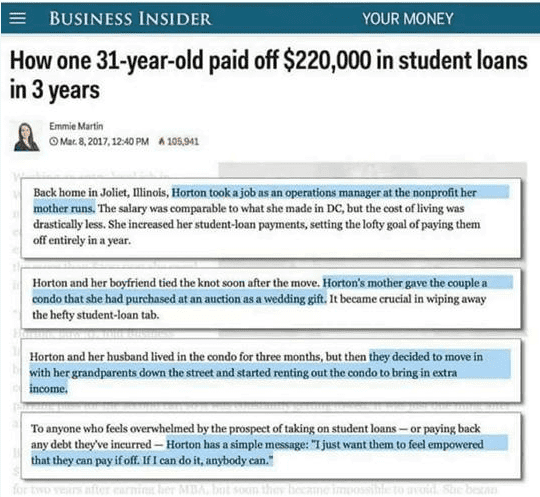 BUSINESS INSIDER
YOUR MONEY
How one 31-year-old paid off $220,000 in student loans
in 3 years
Emmie Martin
Mar. 8, 2017, 12:40 PM 105,941
Back home in Joliet, Illinois, Horton took a job as an operations manager at the nonprofit her
mother runs. The salary was comparable to what she made in DC, but the cost of living was
drastically less. She increased her student-loan payments, setting the lofty goal of paying them
off entirely in a year.
Horton and her boyfriend tied the knot soon after the move. Horton's mother gave the couple a
condo that she had purchased at an auction as a wedding gift. It became crucial in wiping away
the hefty student-loan tab.
Horton and her husband lived in the condo for three months, but then they decided to move in
with her grandparents down the street and started renting out the condo to bring in extra
income.
To anyone who feels overwhelmed by the prospect of taking on student loans — or paying back
any debt they've incurred — Horton has a simple message: "I just want them to feel empowered
that they can pay if off. If I can do it, anybody can."
for two years after earning her MBA, but soon they became impossible to avoid. She began